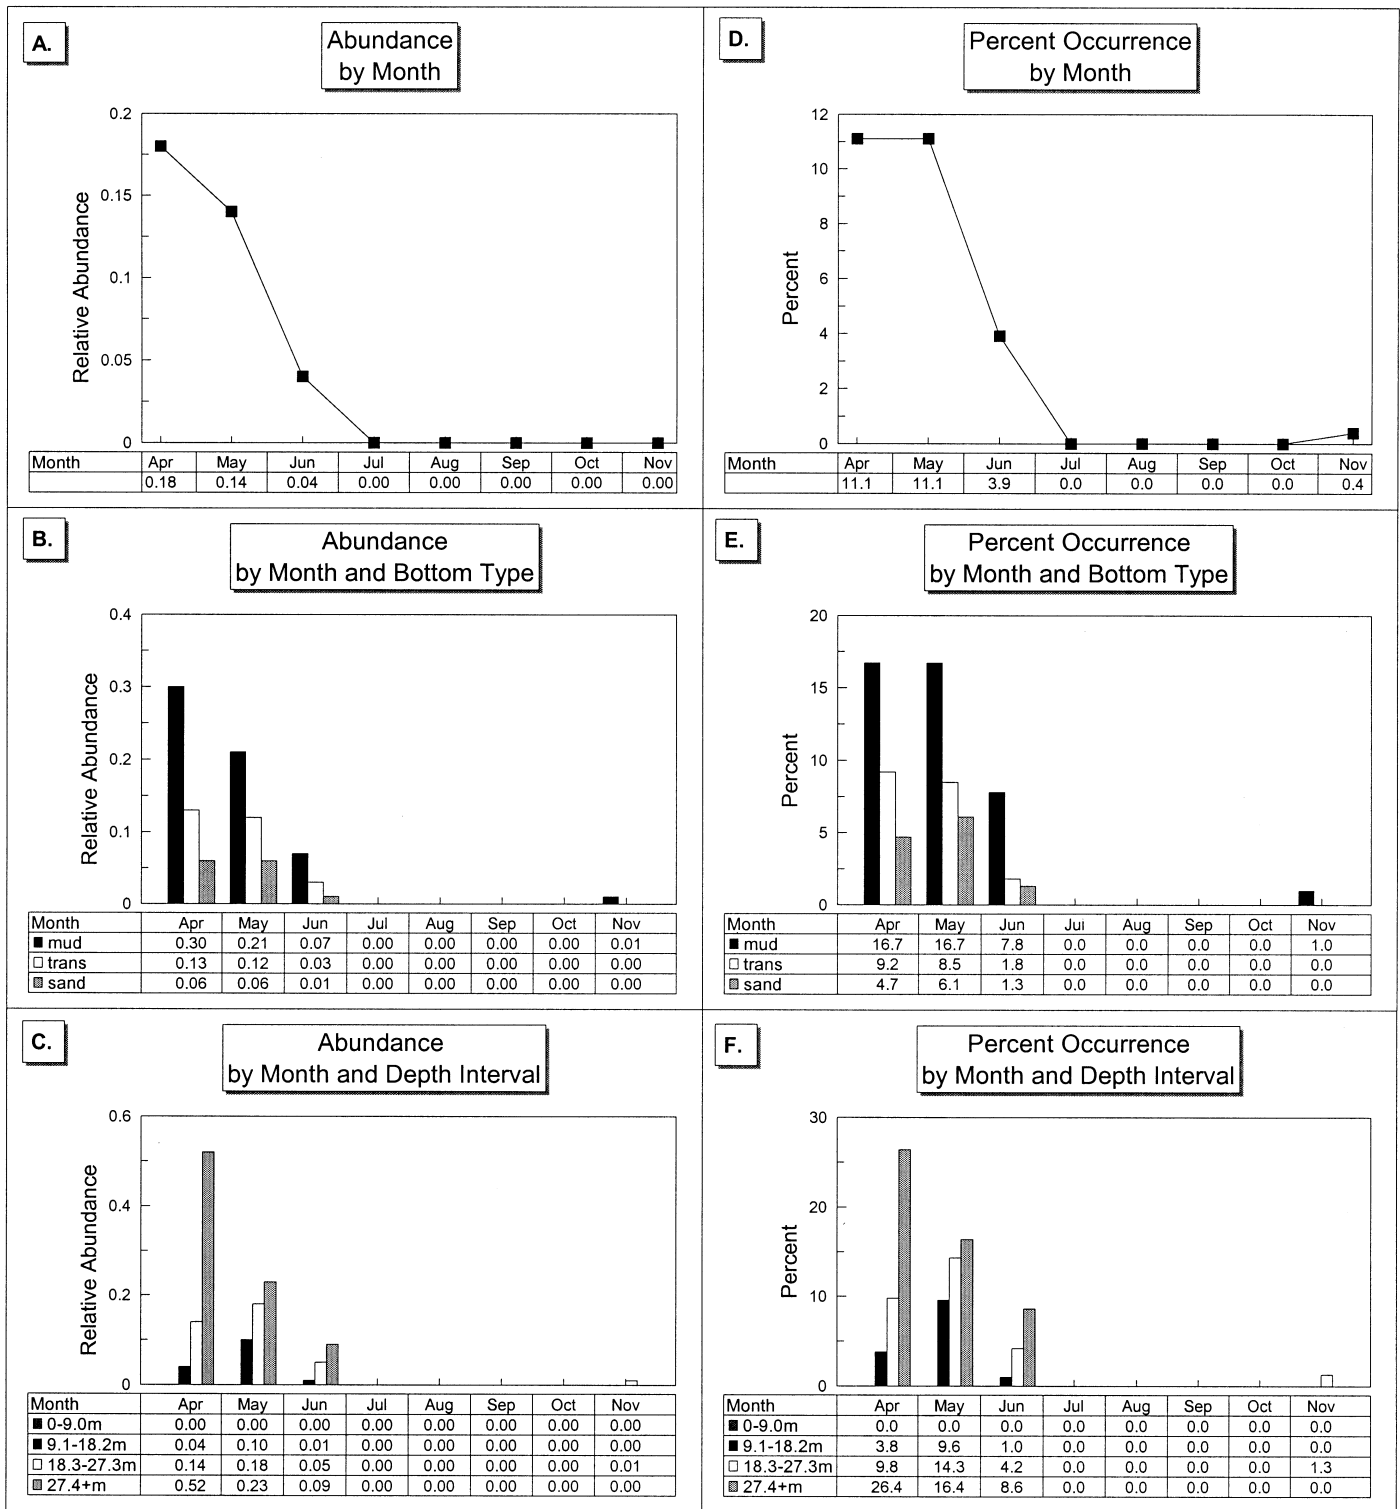 A.
Abundance
by Month
Relative Abundance
0.2
0.15
0.1
0.05
0
Month Apr May Jun Jul Aug Sep Oct Nov
0.18 0.14 0.04 0.00 0.00 0.00 0.00 0.00
D.
Percent Occurrence
by Month
Percent
12
10
8
6
4
2
0
Month Apr May Jun Jul Aug Sep Oct Nov
11.1 11.1 3.9 0.0 0.0 0.0 0.0 0.4
B.
Abundance
by Month and Bottom Type
Relative Abundance
0.4
0.3
0.2
0.1
0
Month Apr May Jun Jul Aug Sep Oct Nov
mud 0.30 0.21 0.07 0.00 0.00 0.00 0.00 0.01
trans 0.13 0.12 0.03 0.00 0.00 0.00 0.00 0.00
sand 0.06 0.06 0.01 0.00 0.00 0.00 0.00 0.00
E.
Percent Occurrence
by Month and Bottom Type
Percent
20
15
10
5
0
Month Apr May Jun Jul Aug Sep Oct Nov
mud 16.7 16.7 7.8 0.0 0.0 0.0 0.0 1.0
trans 9.2 8.5 1.8 0.0 0.0 0.0 0.0 0.0
sand 4.7 6.1 1.3 0.0 0.0 0.0 0.0 0.0
C.
Abundance
by Month and Depth Interval
Relative Abundance
0.6
0.4
0.2
0
Month Apr May Jun Jul Aug Sep Oct Nov
0-9.0m 0.00 0.00 0.00 0.00 0.00 0.00 0.00 0.00
9.1-18.2m 0.04 0.10 0.01 0.00 0.00 0.00 0.00 0.00
18.3-27.3m 0.14 0.18 0.05 0.00 0.00 0.00 0.00 0.01
27.4+m 0.52 0.23 0.09 0.00 0.00 0.00 0.00 0.00
F.
Percent Occurrence
by Month and Depth Interval
Percent
30
20
10
0
Month Apr May Jun Jul Aug Sep Oct Nov
0-9.0m 0.0 0.0 0.0 0.0 0.0 0.0 0.0 0.0
9.1-18.2m 3.8 9.6 1.0 0.0 0.0 0.0 0.0 0.0
18.3-27.3m 9.8 14.3 4.2 0.0 0.0 0.0 0.0 1.3
27.4+m 26.4 16.4 8.6 0.0 0.0 0.0 0.0 0.0